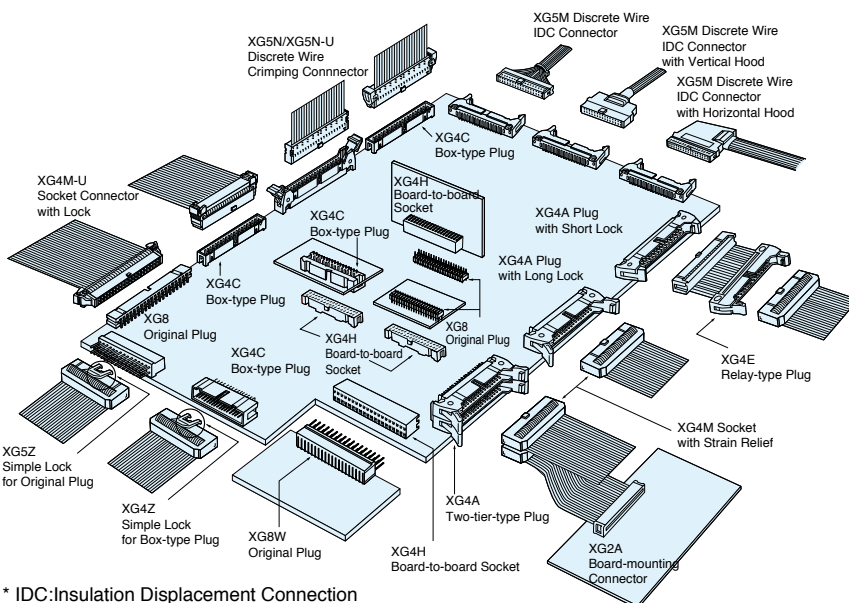 XG5M Discrete Wire
IDC Connector
XG5M Discrete Wire
IDC Connector
with Vertical Hood
XG5N/XG5N-U
Discrete Wire
Crimping Connnector
XG5M Discrete Wire
IDC Connector
with Horizontal Hood
XG4C
Box-type Plug
XG4M-U
Socket Connector
with Lock
XG4H
Board-to-board
Socket
XG4C
Box-type Plug
XG4A Plug
with Short Lock
XG4A Plug
with Long Lock
XG4C
Box-type Plug
XG8
Original Plug
XG4H
Board-to-board
Socket
XG8
Original Plug
XG4C
Box-type Plug
XG4E
Relay-type Plug
XG4M Socket
with Strain Relief
XG5Z
Simple Lock
for Original Plug
XG4Z
Simple Lock
for Box-type Plug
XG8W
Original Plug
XG4A
Two-tier-type Plug
XG4H
Board-to-board Socket
XG2A
Board-mounting
Connector
* IDC:Insulation Displacement Connection